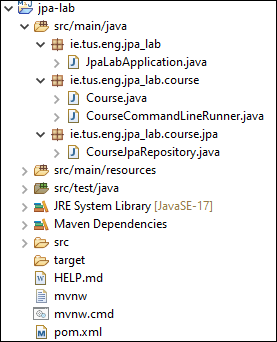 jpa-lab
src/main/java
ie.tus.eng.jpa_lab
JpaLabApplication.java
ie.tus.eng.jpa_lab.course
Course.java
CourseCommandLineRunner.java
ie.tus.eng.jpa_lab.course.jpa
CourseJpaRepository.java
src/main/resources
src/test/java
JRE System Library [JavaSE-17]
Maven Dependencies
src
target
HELP.md
mvnw
mvnw.cmd
pom.xml